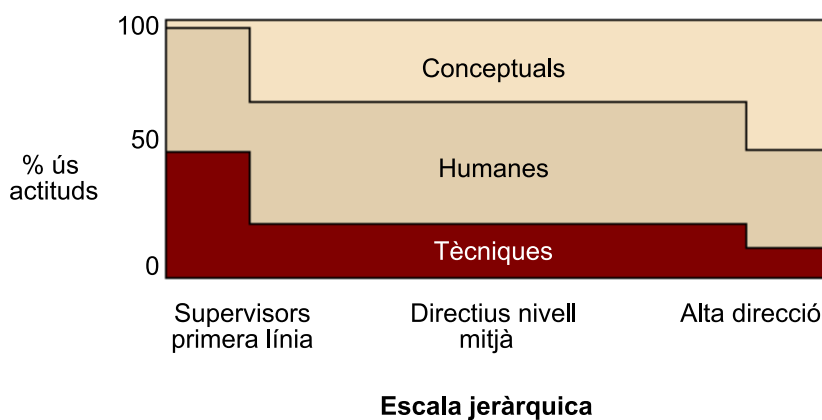 100
Conceptuals
50
% ús
actituds
Humanes
Tècniques
0
Supervisors
primera línia
Directius nivell
mitjà
Alta direcció
Escala jeràrquica